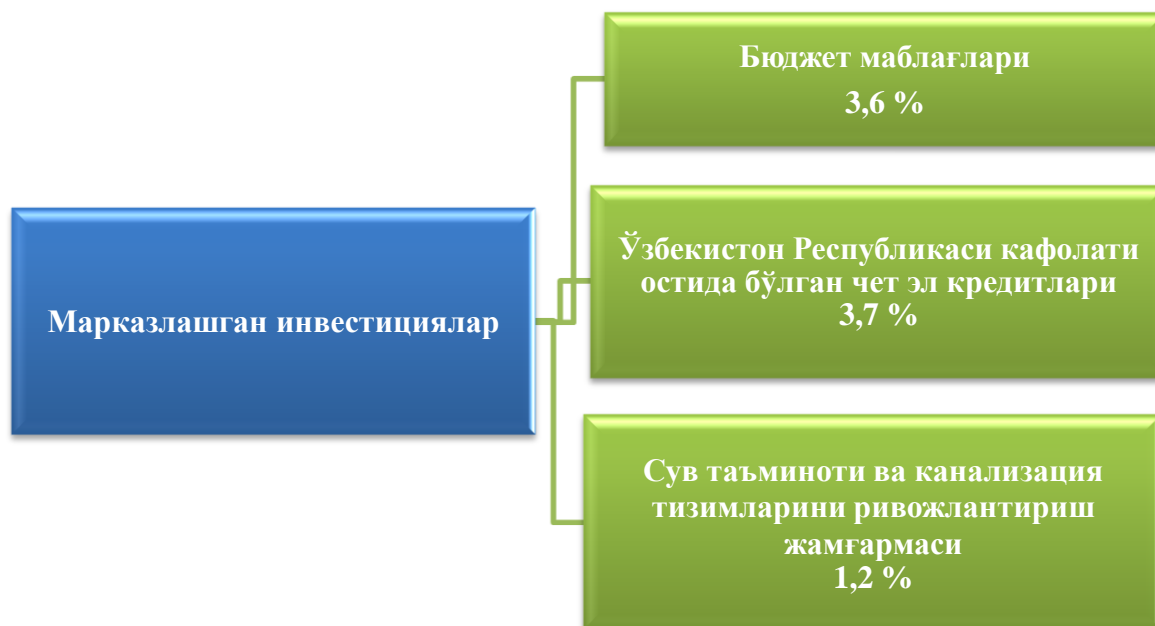 Марказлашган инвестициялар
Бюджет маблағлари
3,6 %
Ўзбекистон Республикаси кафолати
остида бўлган чет эл кредитлари
3,7 %
Сув таъминоти ва канализация
тизимларини ривожлантириш
жамғармаси
1,2 %